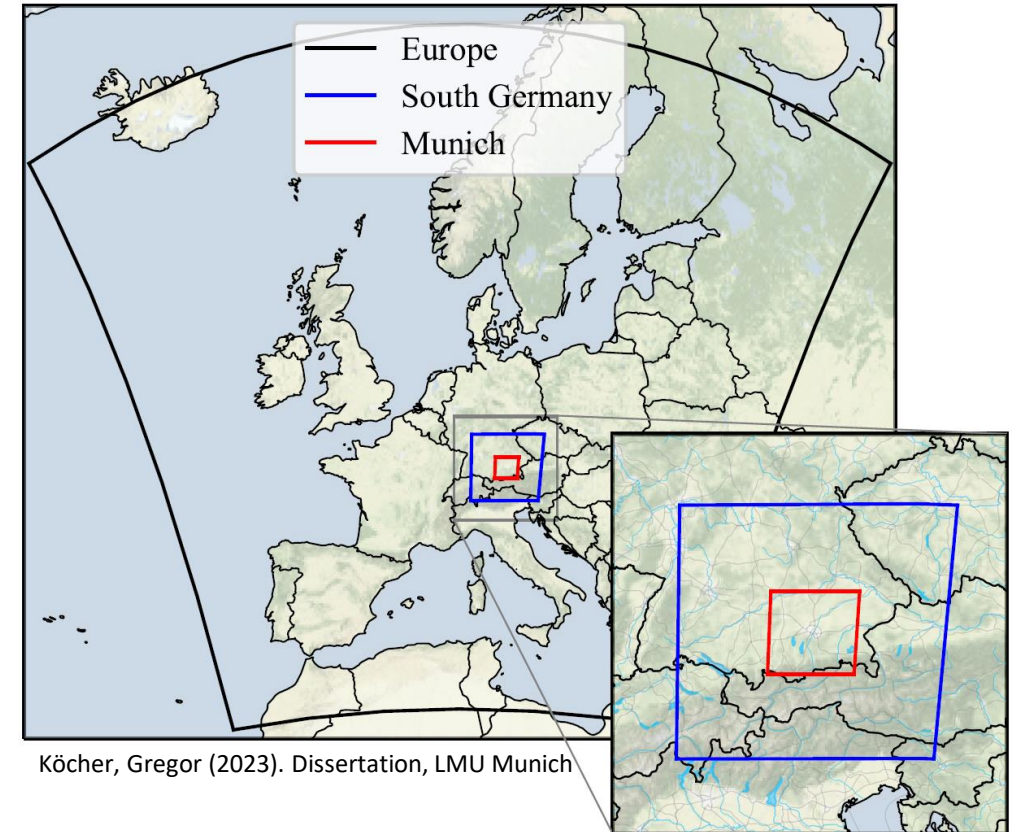 Europe
South Germany
Munich
Köcher, Gregor (2023). Dissertation, LMU Munich